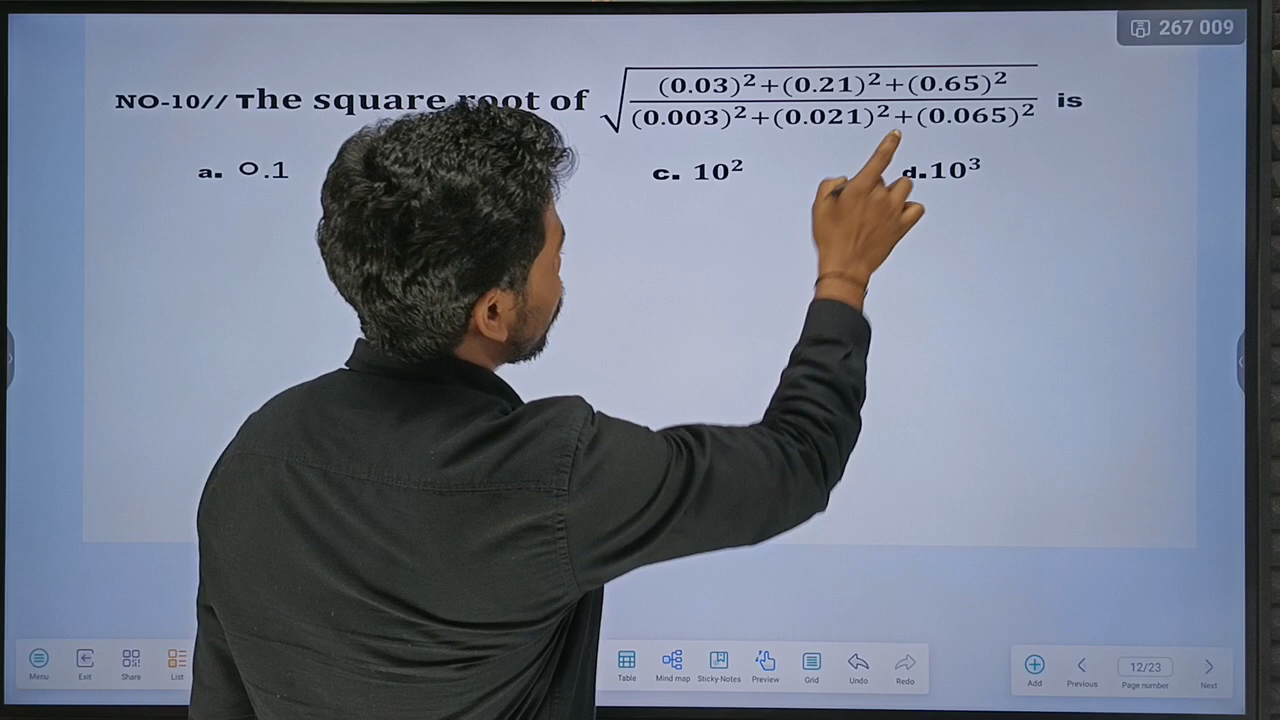 267 009
NO-10// The square root of √((0.03)²+(0.21)²+(0.65)²/(0.003)²+(0.021)²+(0.065)²) is
a. 0.1 c. 10² d.10³
Menu Exit Share List Table Mind map Sticky-Notes Preview Grid Undo Redo Add Previous 12/23 Page number Next